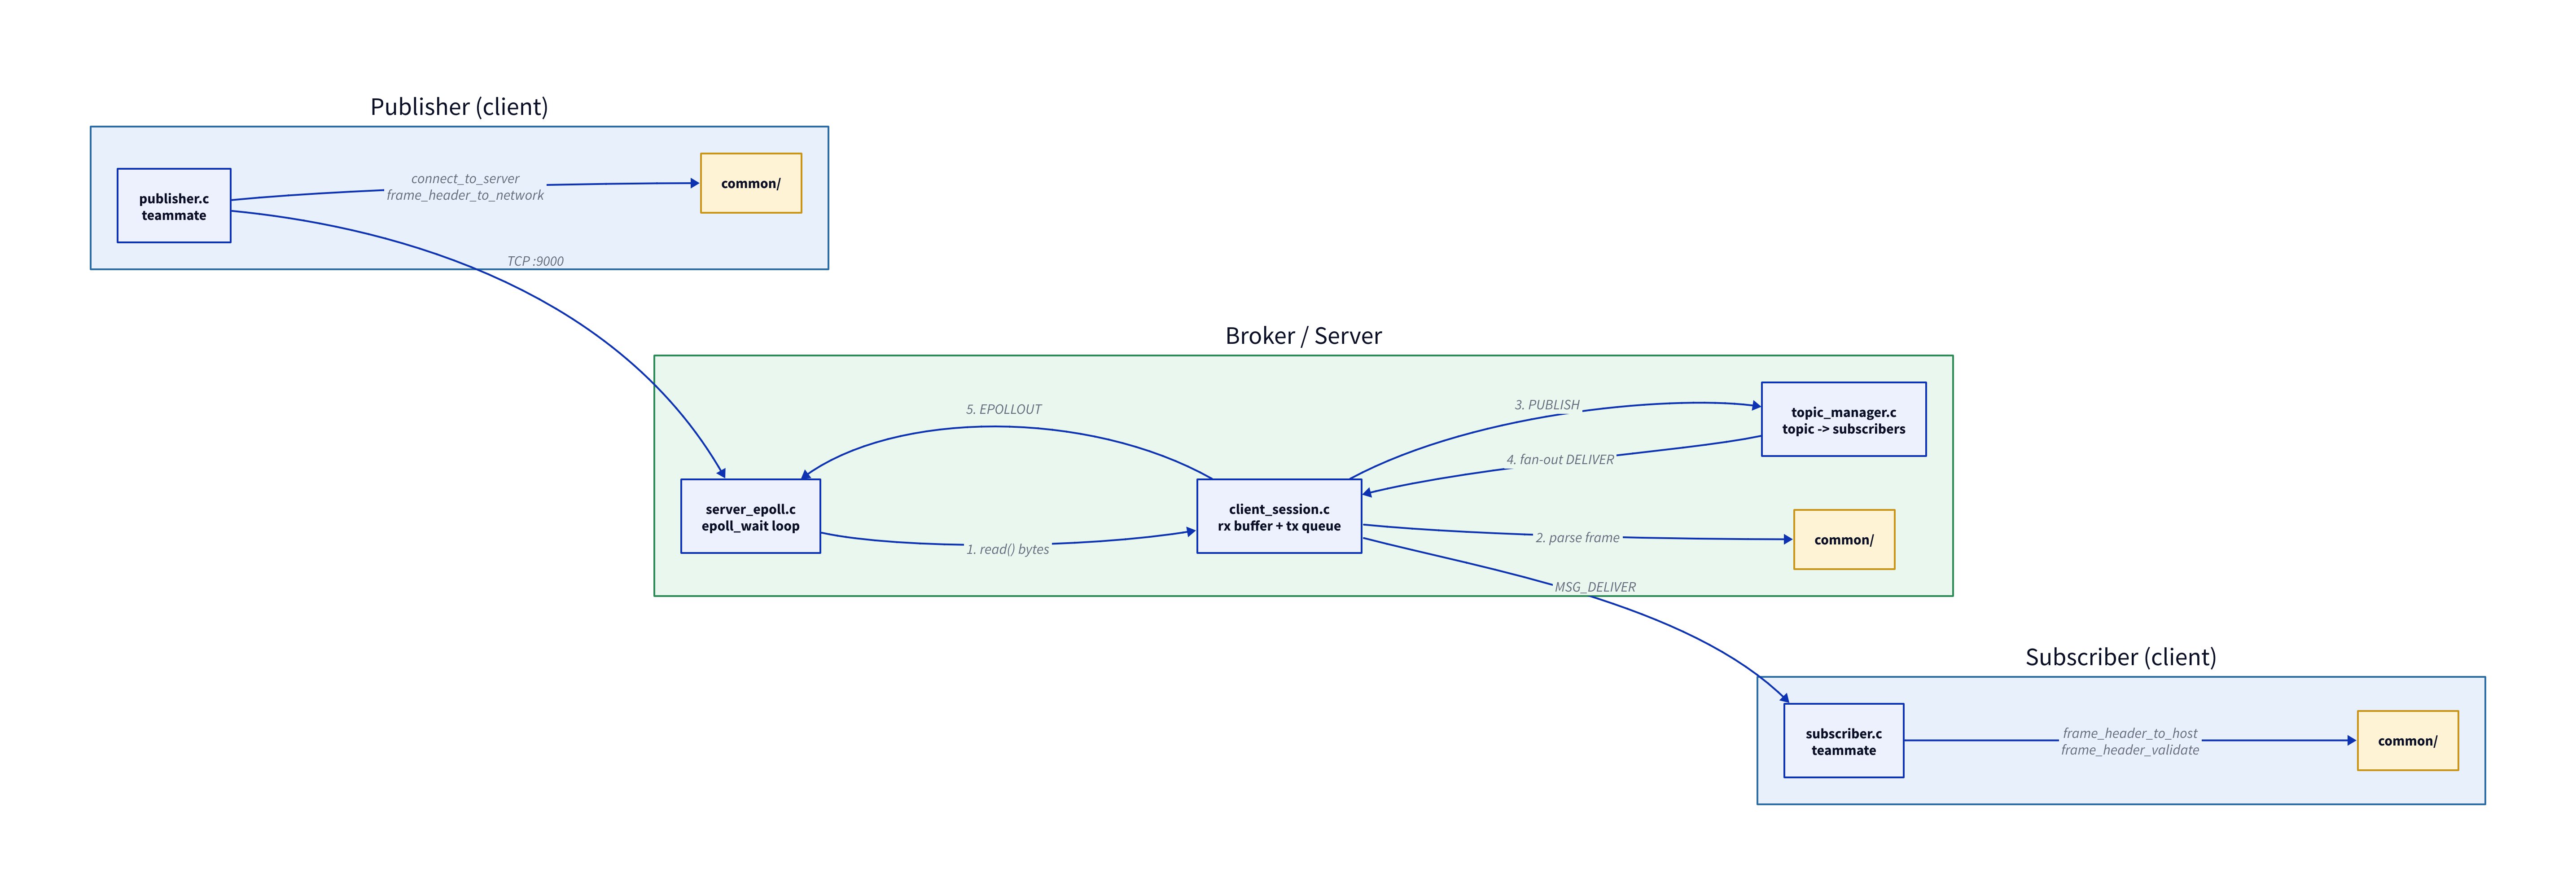 Publisher (client)
publisher.c
teammate
connect_to_server
frame_header_to_network
common/
TCP :9000
Broker / Server
5. EPOLLOUT
3. PUBLISH
topic_manager.c
topic -> subscribers
4. fan-out DELIVER
server_epoll.c
epoll_wait loop
client_session.c
rx buffer + tx queue
1. read() bytes
2. parse frame
common/
MSG_DELIVER
Subscriber (client)
subscriber.c
teammate
frame_header_to_host
frame_header_validate
common/